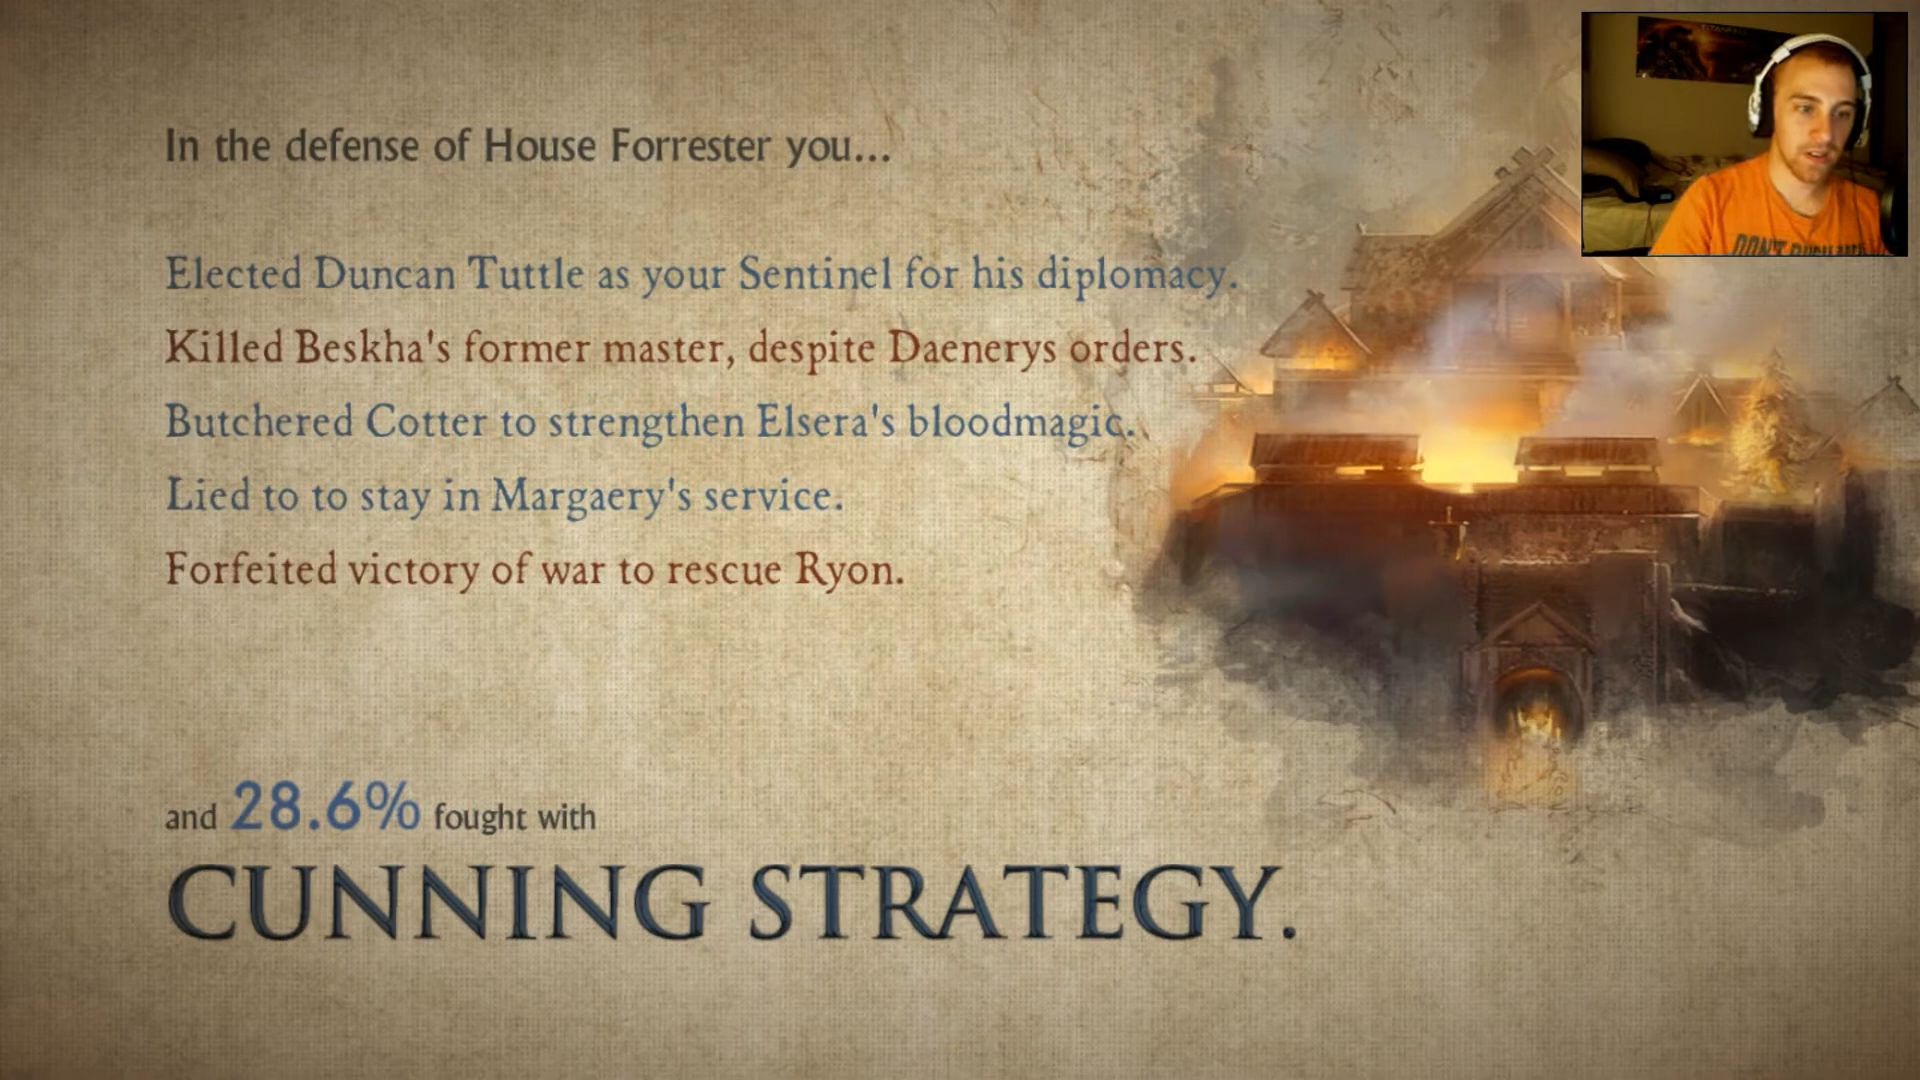 In the defense of House Forrester you...
Elected Duncan Tuttle as your Sentinel for his diplomacy.
Killed Beskha's former master, despite Daenerys orders.
Butchered Cotter to strengthen Elsera's bloodmagic.
Lied to to stay in Margaery's service.
Forfeited victory of war to rescue Ryon.
and 28.6% fought with
CUNNING STRATEGY.
DON'T